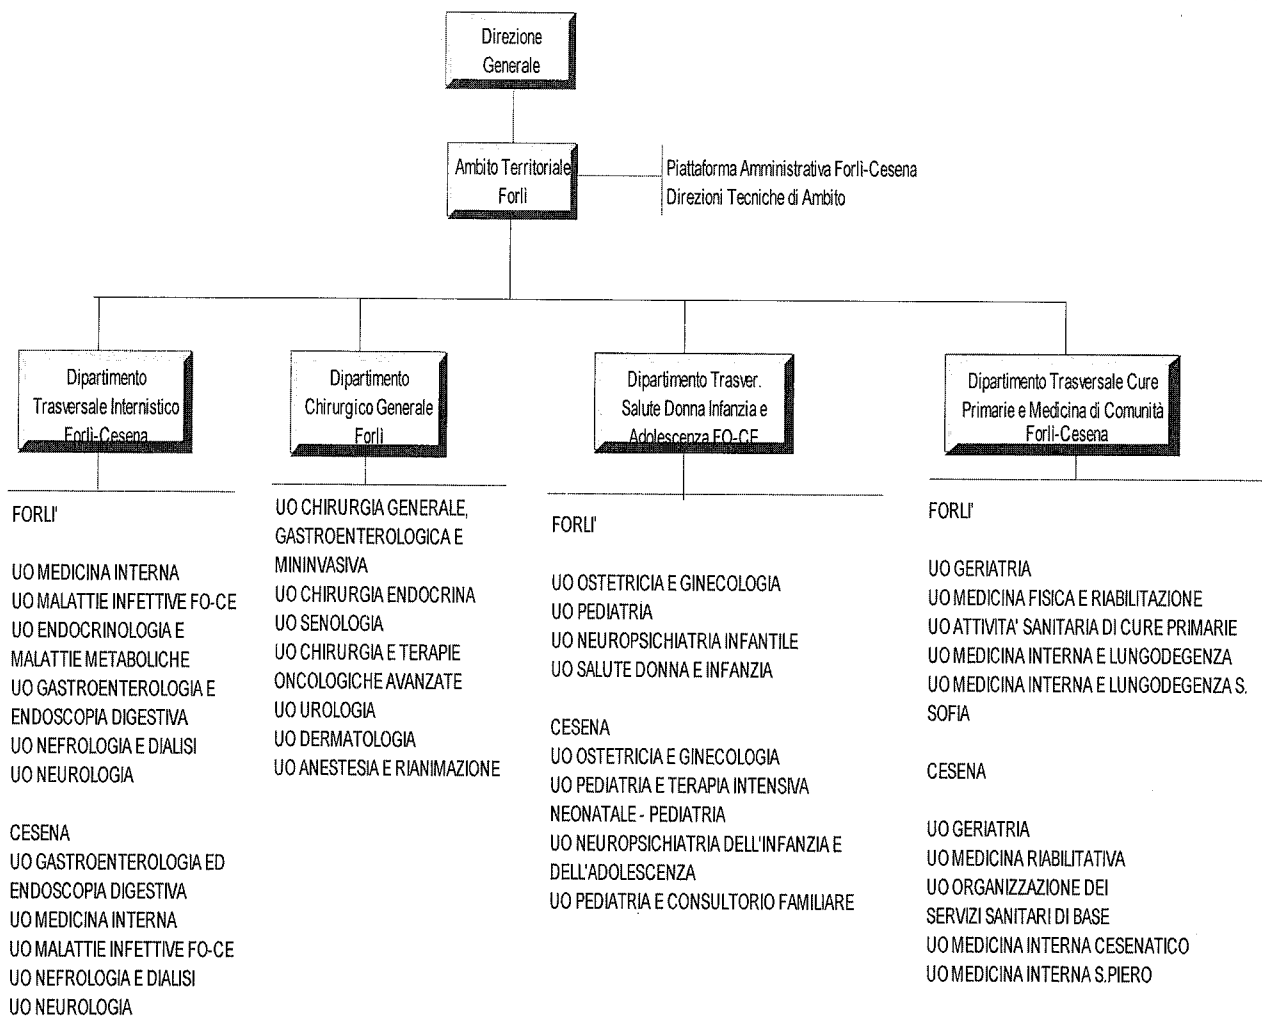 Direzione
Generale
Ambito Territoriale
Forlì
Piattaforma Amministrativa Forlì-Cesena
Direzioni Tecniche di Ambito
Dipartimento
Trasversale Internistico
Forlì-Cesena
Dipartimento
Chirurgico Generale
Forlì
Dipartimento Trasver.
Salute Donna Infanzia e
Adolescenza FO-CE
Dipartimento Trasversale Cure
Primarie e Medicina di Comunità
Forlì-Cesena
FORLI'
UO MEDICINA INTERNA
UO MALATTIE INFETTIVE FO-CE
UO ENDOCRINOLOGIA E
MALATTIE METABOLICHE
UO GASTROENTEROLOGIA E
ENDOSCOPIA DIGESTIVA
UO NEFROLOGIA E DIALISI
UO NEUROLOGIA
CESENA
UO GASTROENTEROLOGIA ED
ENDOSCOPIA DIGESTIVA
UO MEDICINA INTERNA
UO MALATTIE INFETTIVE FO-CE
UO NEFROLOGIA E DIALISI
UO NEUROLOGIA
UO CHIRURGIA GENERALE,
GASTROENTEROLOGICA E
MININVASIVA
UO CHIRURGIA ENDOCRINA
UO SENOLOGIA
UO CHIRURGIA E TERAPIE
ONCOLOGICHE AVANZATE
UO UROLOGIA
UO DERMATOLOGIA
UO ANESTESIA E RIANIMAZIONE
FORLI'
UO OSTETRICIA E GINECOLOGIA
UO PEDIATRIA
UO NEUROPSICHIATRIA INFANTILE
UO SALUTE DONNA E INFANZIA
CESENA
UO OSTETRICIA E GINECOLOGIA
UO PEDIATRIA E TERAPIA INTENSIVA
NEONATALE - PEDIATRIA
UO NEUROPSICHIATRIA DELL'INFANZIA E
DELL'ADOLESCENZA
UO PEDIATRIA E CONSULTORIO FAMILIARE
FORLI'
UO GERIATRIA
UO MEDICINA FISICA E RIABILITAZIONE
UO ATTIVITA' SANITARIA DI CURE PRIMARIE
UO MEDICINA INTERNA E LUNGODEGENZA
UO MEDICINA INTERNA E LUNGODEGENZA S.
SOFIA
CESENA
UO GERIATRIA
UO MEDICINA RIABILITATIVA
UO ORGANIZZAZIONE DEI
SERVIZI SANITARI DI BASE
UO MEDICINA INTERNA CESENATICO
UO MEDICINA INTERNA S.PIERO